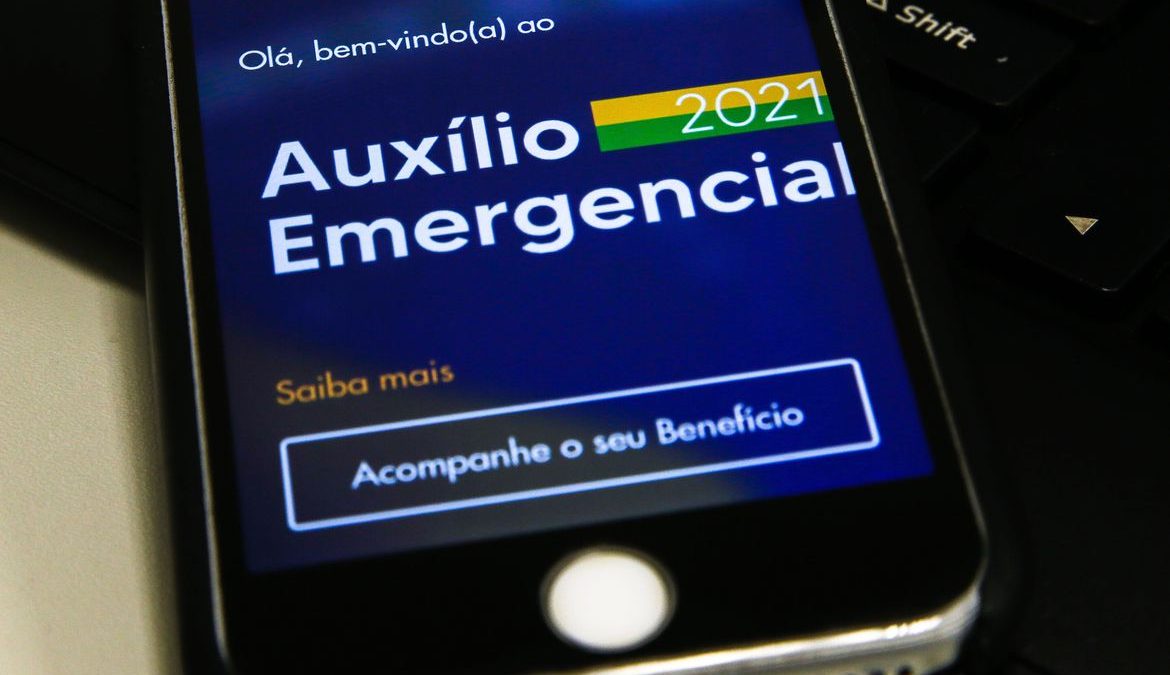 Shift
Olá, bem-vindo(a) ao
2021
Auxílio
Emergencial
Saiba mais
Acompanhe o seu Benefício